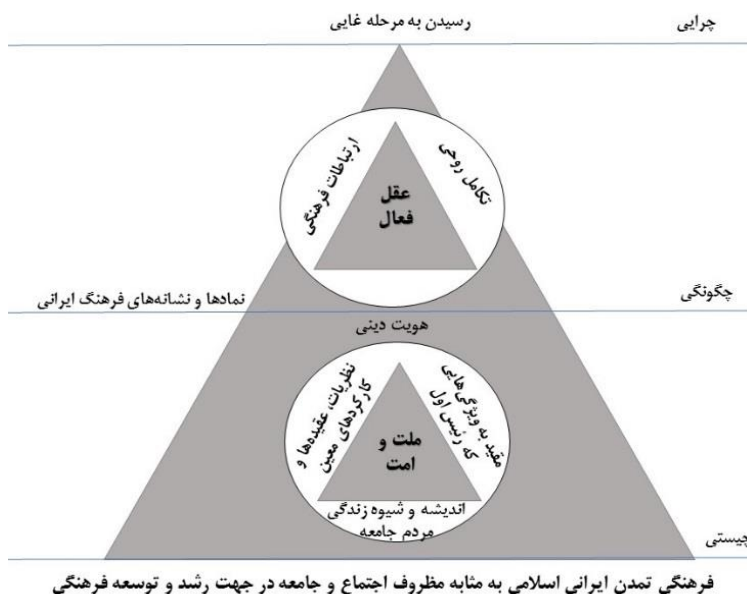 رسیدن به مرحله غایی
چرایی
ارتباطات فرهنگی
تکامل روحی
عقل
فعال
نمادها و نشانه‌های فرهنگ ایرانی
چگونگی
هویت دینی
نظریات، عقیده‌ها و
کارکردهای معین
مقید به ویژگی‌هایی
که رئیس اول
ملت و
امت
اندیشه و شیوه زندگی
مردم جامعه
چیستی
فرهنگی تمدن ایرانی اسلامی به مثابه مظروف اجتماع و جامعه در جهت رشد و توسعه فرهنگی